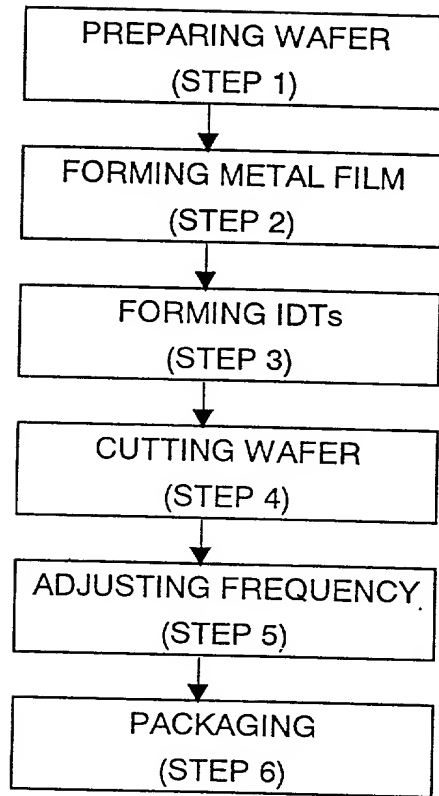 PREPARING WAFER
(STEP 1)
FORMING METAL FILM
(STEP 2)
FORMING IDTs
(STEP 3)
CUTTING WAFER
(STEP 4)
ADJUSTING FREQUENCY
(STEP 5)
PACKAGING
(STEP 6)